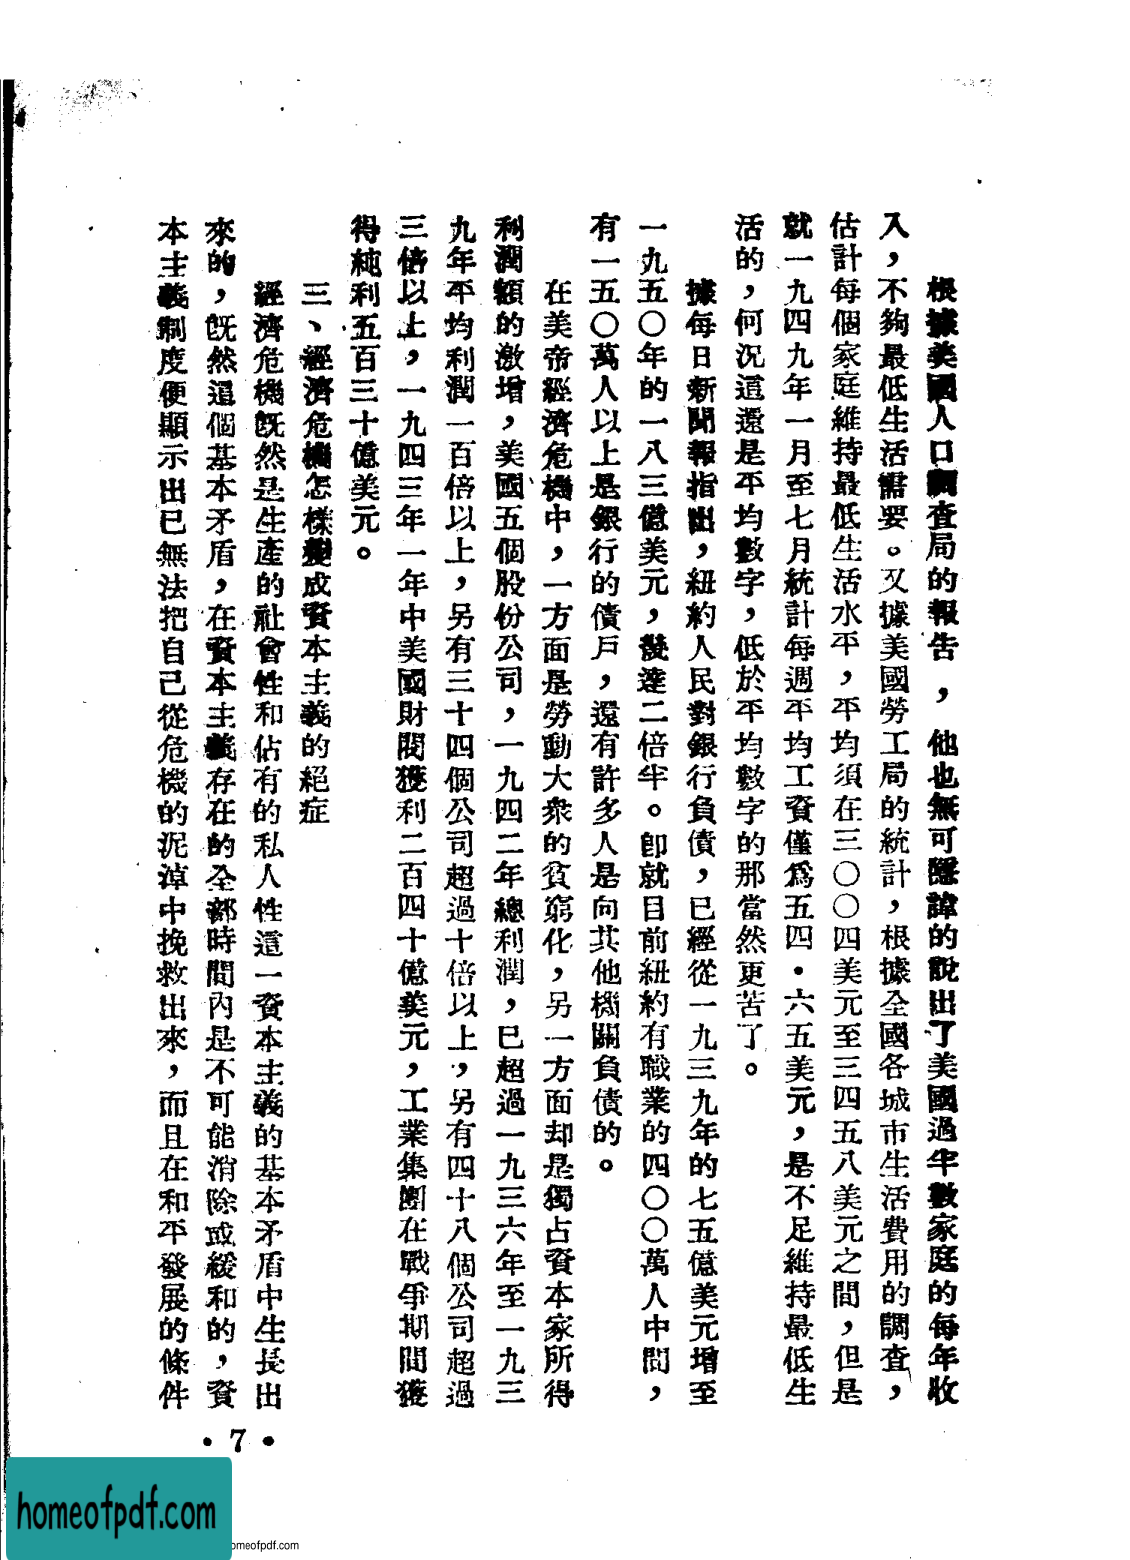 根據美國人口調查局的報告，他也無可隱諱的說出了美國過半數家庭的每年收
入，不夠最低生活需要。又據美國勞工局的統計，根據全國各城市生活費用的調查，
估計每個家庭維持最低生活水平，平均須在三〇〇四美元至三四五八美元之間，但是
就一九四九年一月至七月統計每週平均工資僅爲五四・六五美元，是不足維持最低生
活的，何況這還是平均數字，低於平均數字的那當然更苦了。
據每日新聞報指出，紐約人民對銀行負債，已經從一九三九年的七五億美元增至
一九五〇年的一八三億美元，幾達二倍半。卽就目前紐約有職業的四〇〇萬人中間，
有一五〇萬人以上是銀行的債戶，還有許多人是向其他機關負債的。
在美帝經濟危機中，一方面是勞動大衆的貧窮化，另一方面却是獨占資本家所得
利潤額的激增，美國五個股份公司，一九四二年總利潤，已超過一九三六年至一九三
九年平均利潤一百倍以上，另有三十四個公司超過十倍以上，另有四十八個公司超過
三倍以上，一九四三年一年中美國財閥獲利二百四十億美元，工業集團在戰爭期間獲
得純利五百三十億美元。
三、經濟危機怎樣變成資本主義的絕症
經濟危機旣然是生產的社會性和佔有的私人性這一資本主義的基本矛盾中生長出
來的，旣然這個基本矛盾，在資本主義存在的全部時間內是不可能消除或緩和的，資
本主義制度便顯示出已無法把自己從危機的泥淖中挽救出來，而且在和平發展的條件
• 7 •
homeofpdf.com
omeofpdf.com